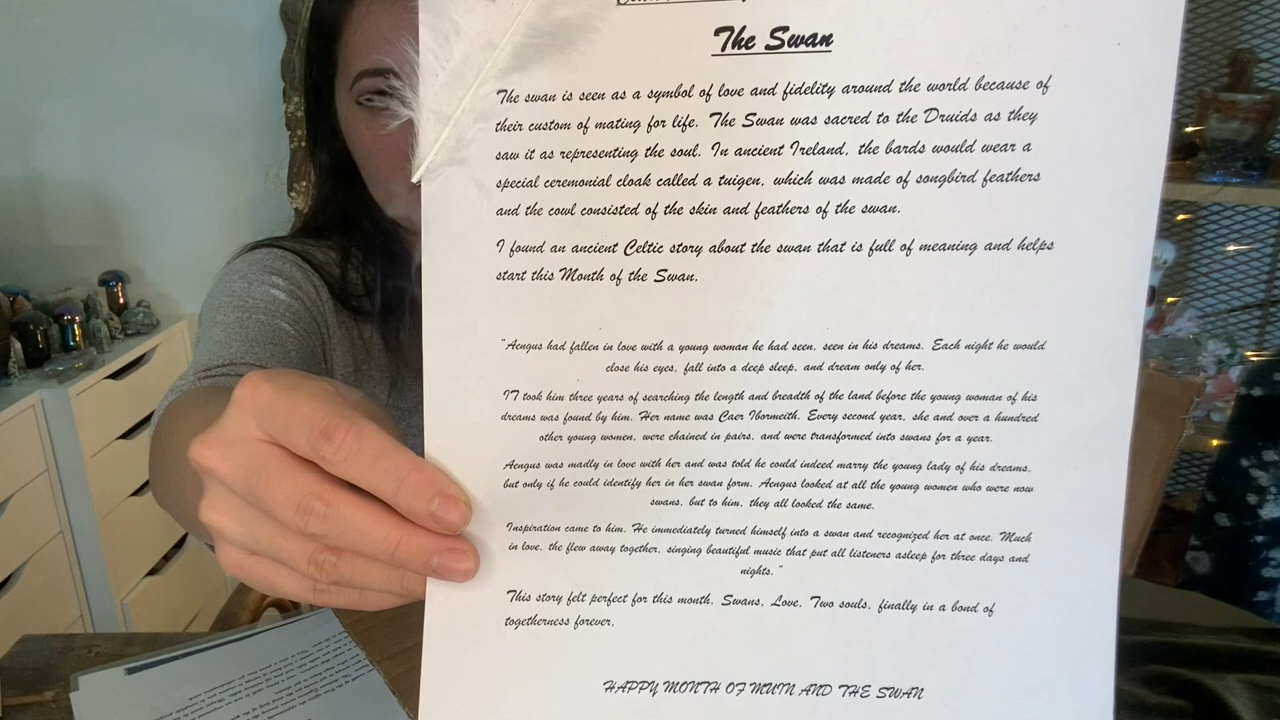 The Swan
The swan is seen as a symbol of love and fidelity around the world because of
their custom of mating for life. The Swan was sacred to the Druids as they
saw it as representing the soul. In ancient Ireland, the bards would wear a
special ceremonial cloak called a tuigen, which was made of songbird feathers
and the cowl consisted of the skin and feathers of the swan.
I found an ancient Celtic story about the swan that is full of meaning and helps
start this Month of the Swan.
"Aengus had fallen in love with a young woman he had seen, seen in his dreams. Each night he would
close his eyes, fall into a deep sleep, and dream only of her.
IT took him three years of searching the length and breadth of the land before the young woman of his
dreams was found by him. Her name was Caer Ibormeith. Every second year, she and over a hundred
other young women, were chained in pairs, and were transformed into swans for a year.
Aengus was madly in love with her and was told he could indeed marry the young lady of his dreams,
but only if he could identify her in her swan form. Aengus looked at all the young women who were now
swans, but to him, they all looked the same.
Inspiration came to him. He immediately turned himself into a swan and recognized her at once. Much
in love, the flew away together, singing beautiful music that put all listeners asleep for three days and
nights."
This story felt perfect for this month. Swans, Love, Two souls, finally in a bond of
togetherness forever.
HAPPY MONTH OF MUIN AND THE SWAN